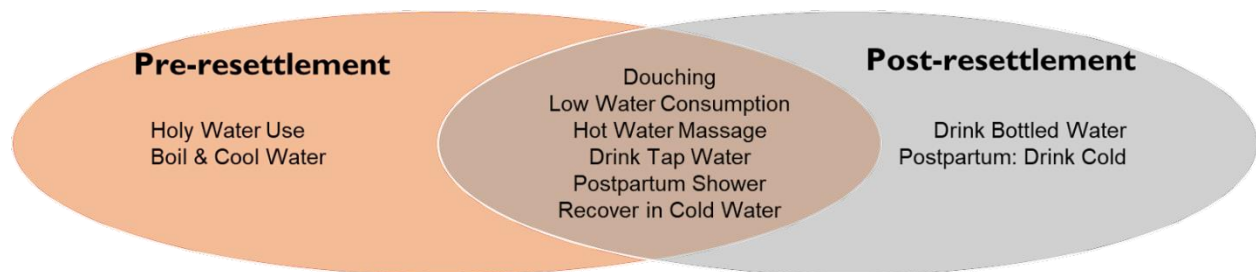 Pre-resettlement
Holy Water Use
Boil & Cool Water
Douching
Low Water Consumption
Hot Water Massage
Drink Tap Water
Postpartum Shower
Recover in Cold Water
Post-resettlement
Drink Bottled Water
Postpartum: Drink Cold